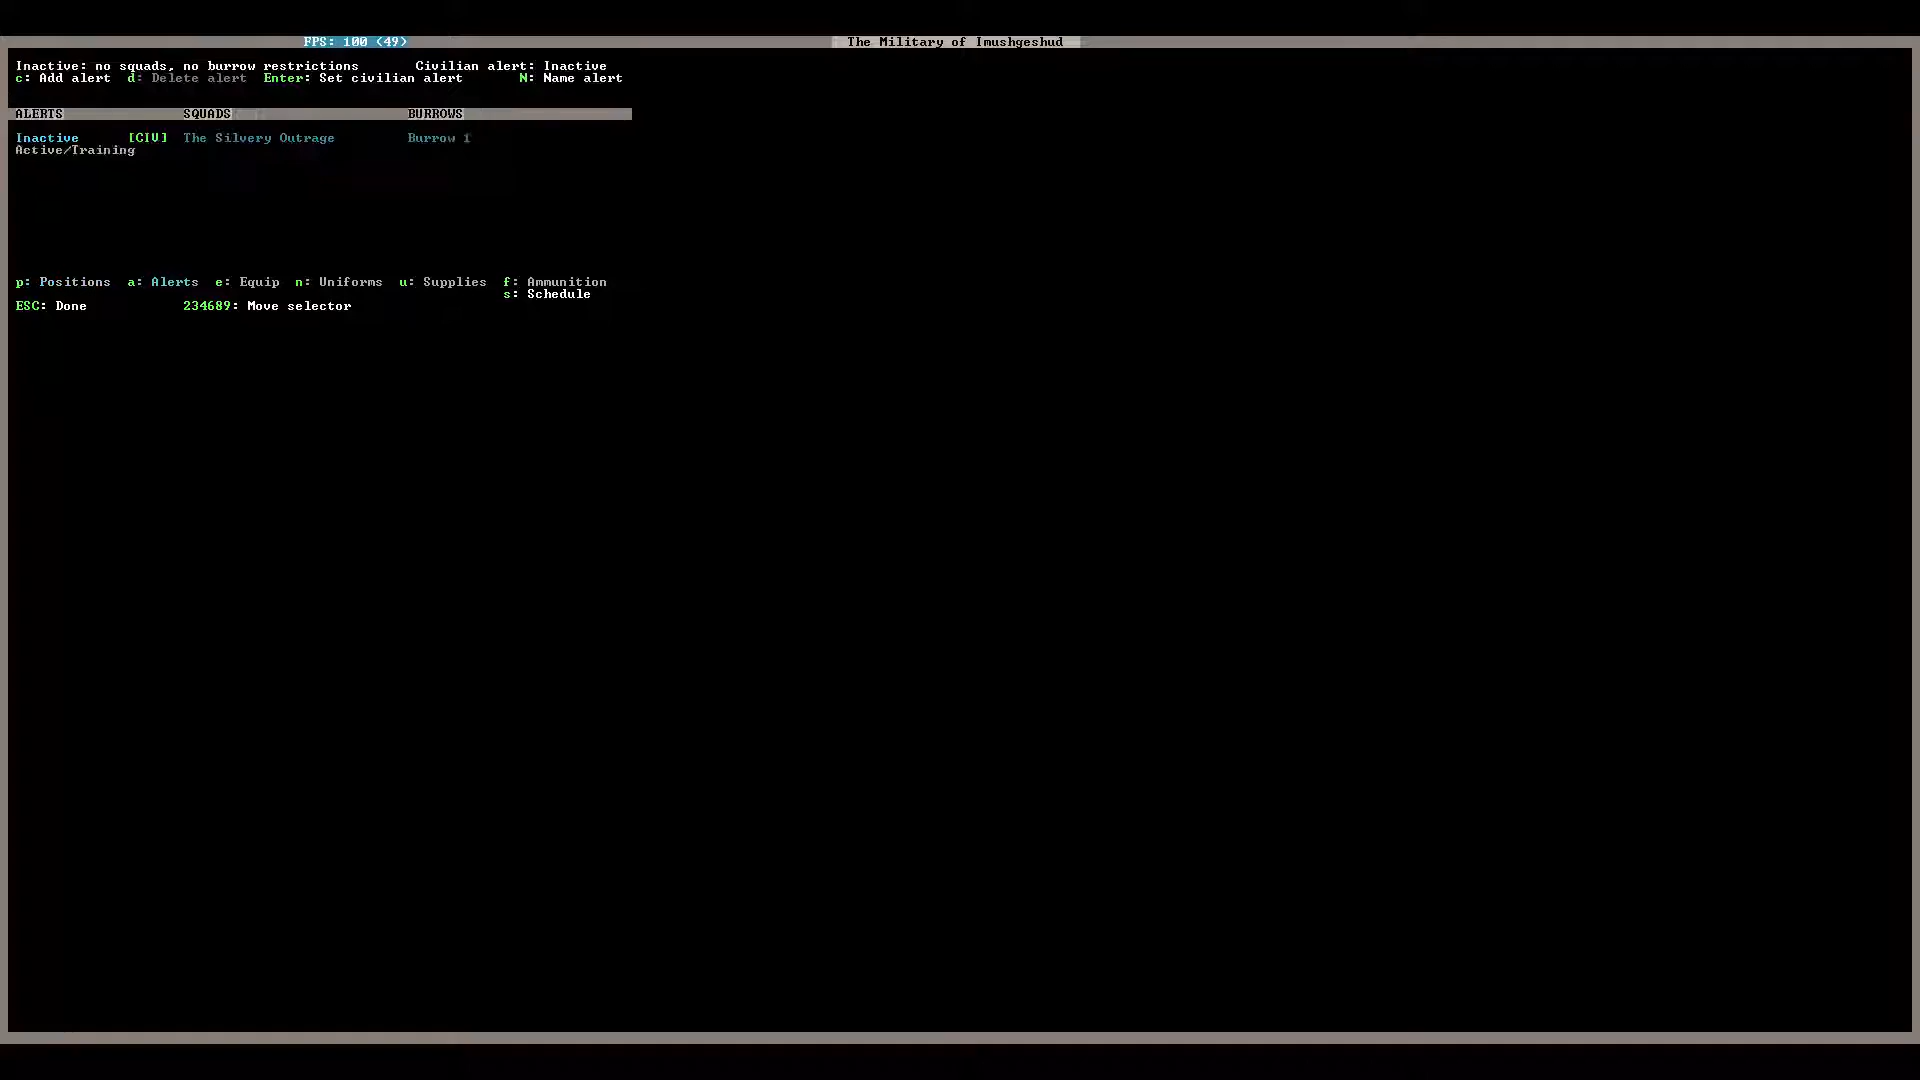 FPS: 100 (49) The Military of Imushgeshud
Inactive: no squads, no burrow restrictions Civilian alert: Inactive
c: Add alert d: Delete alert Enter: Set civilian alert N: Name alert
ALERTS SQUADS BURROWS
Inactive [CIV] The Silvery Outrage Burrow 1
Active/Training
p: Positions a: Alerts e: Equip n: Uniforms u: Supplies f: Ammunition
s: Schedule
ESC: Done 234689: Move selector